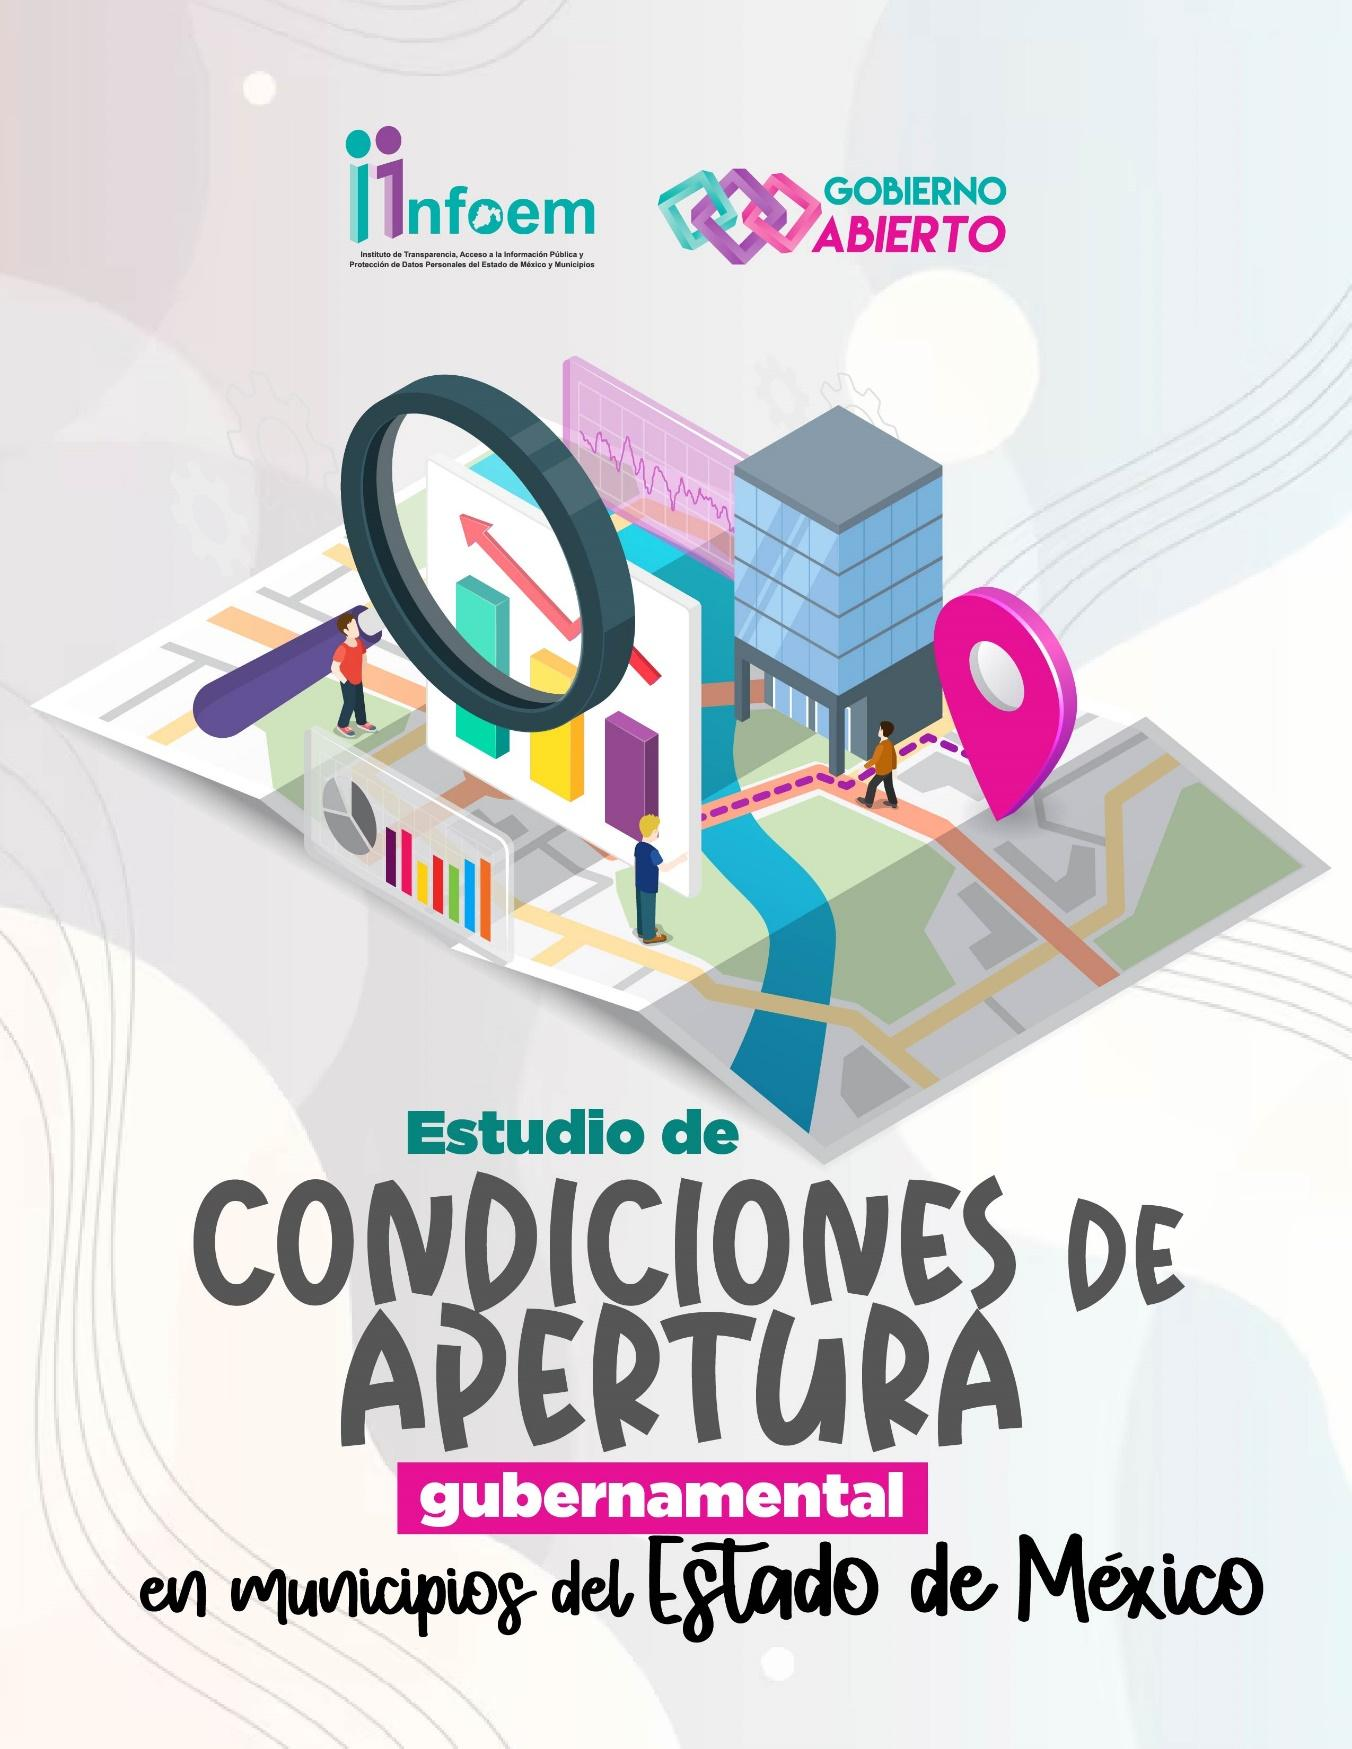 infoem
Instituto de Transparencia, Acceso a la Información Pública y
Protección de Datos Personales del Estado de México y Municipios
GOBIERNO
ABIERTO
Estudio de
CONDICIONES DE
APERTURA
gubernamental
en municipios del Estado de México